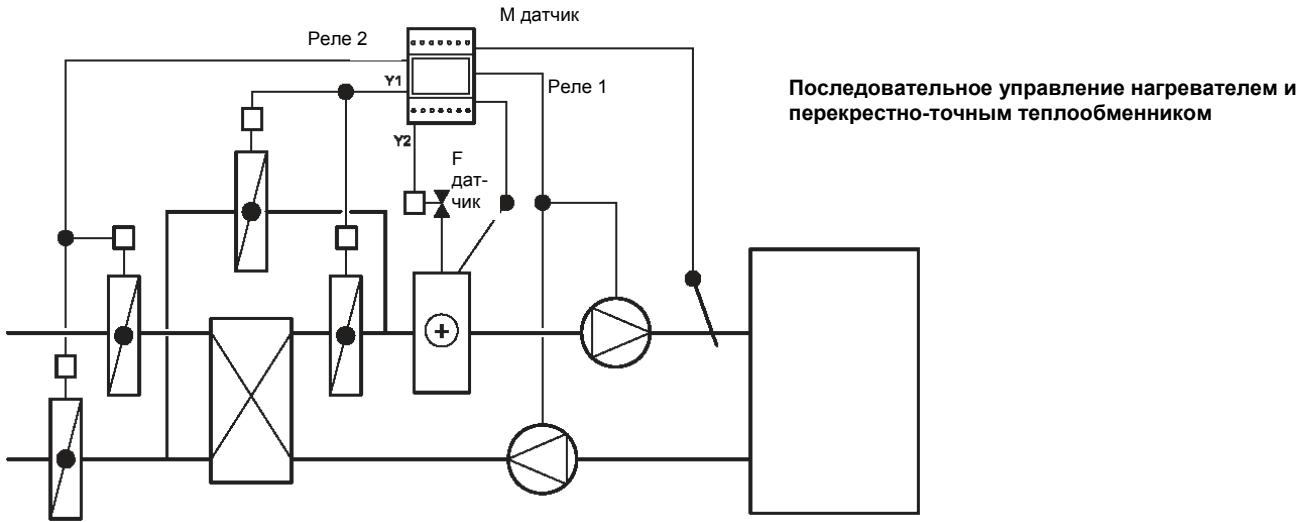 М датчик
Реле 2
Y1
Реле 1
Y2
F
дат-
чик
Последовательное управление нагревателем и
перекрестно-точным теплообменником